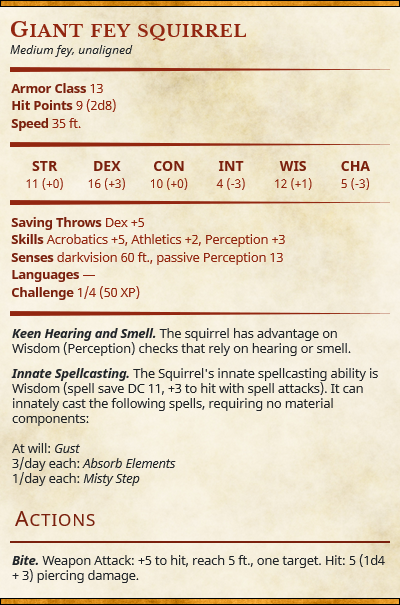 GIANT FEY SQUIRREL
Medium fey, unaligned
Armor Class 13
Hit Points 9 (2d8)
Speed 35 ft.
STR DEX CON INT WIS CHA
11 (+0) 16 (+3) 10 (+0) 4 (-3) 12 (+1) 5 (-3)
Saving Throws Dex +5
Skills Acrobatics +5, Athletics +2, Perception +3
Senses darkvision 60 ft., passive Perception 13
Languages —
Challenge 1/4 (50 XP)
Keen Hearing and Smell. The squirrel has advantage on
Wisdom (Perception) checks that rely on hearing or smell.
Innate Spellcasting. The Squirrel's innate spellcasting ability is
Wisdom (spell save DC 11, +3 to hit with spell attacks). It can
innately cast the following spells, requiring no material
components:
At will: Gust
3/day each: Absorb Elements
1/day each: Misty Step
ACTIONS
Bite. Weapon Attack: +5 to hit, reach 5 ft., one target. Hit: 5 (1d4
+ 3) piercing damage.